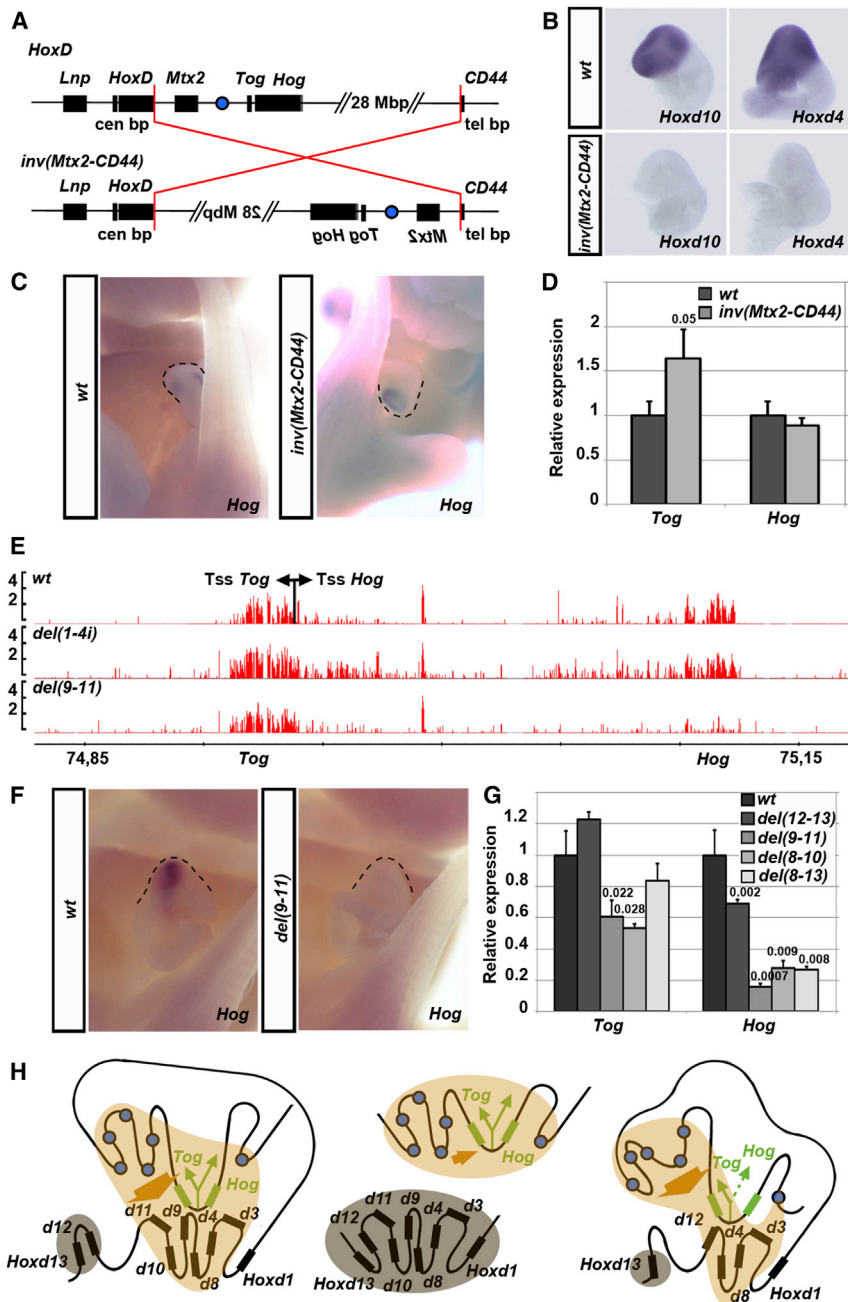 A
HoxD
Lnp HoxD Mtx2 Tog Hog CD44
28 Mbp
cen bp tel bp
inv(Mtx2-CD44)
Lnp HoxD CD44
28 Mbp
Hog Tog Mtx2
cen bp tel bp
B
wt
Hoxd10 Hoxd4
inv(Mtx2-CD44)
Hoxd10 Hoxd4
C
wt
Hog
inv(Mtx2-CD44)
Hog
D
wt
inv(Mtx2-CD44)
Relative expression
2
1.5
1
0.5
0
0.05
Tog Hog
E
wt
4
2
Tss Tog Tss Hog
del(1-4i)
4
2
del(9-11)
4
2
74,85 Tog Hog 75,15
F
wt
Hog
del(9-11)
Hog
G
wt
del(12-13)
del(9-11)
del(8-10)
del(8-13)
Relative expression
1.2
1
0.8
0.6
0.4
0.2
0
0.022
0.028
0.002
0.0007
0.009
0.008
Tog Hog
H
Tog
Hog
d11 d9 d4 d3
d12
Hoxd13
d10
d8
Hoxd1
Tog
Hog
d11 d9 d4 d3
d12
Hoxd13
d10 d8
Hoxd1
Tog
Hog
d12 d4 d3
Hoxd13
d8
Hoxd1